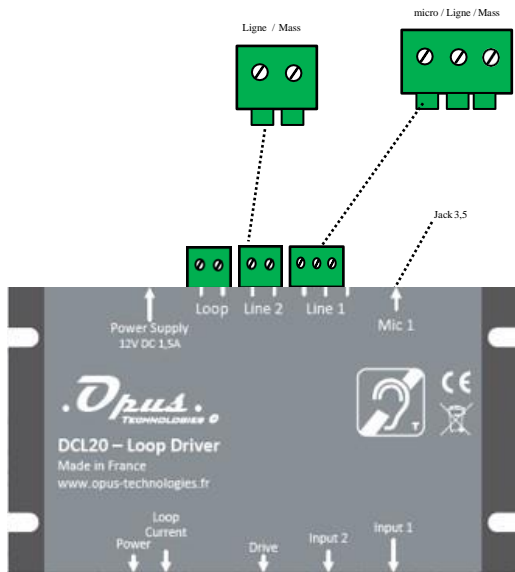 Ligne / Mass
micro / Ligne / Mass
Jack 3,5
Loop
Line 2
Line 1
Mic 1
Power Supply
12V DC 1,5A
.Opus.
TECHNOLOGIES
CE
T
DCL20 – Loop Driver
Made in France
www.opus-technologies.fr
Power
Loop
Current
Drive
Input 2
Input 1